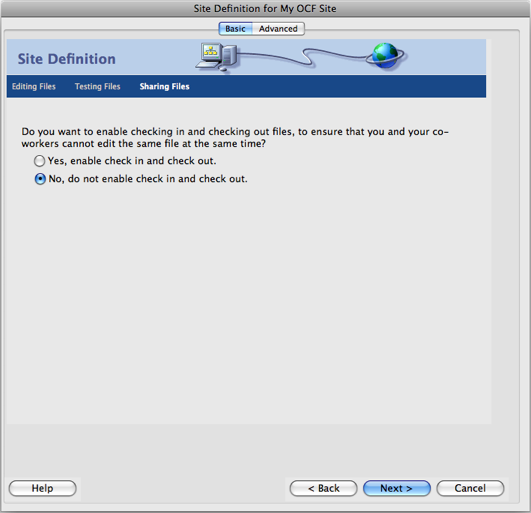 Site Definition for My OCF Site
Basic Advanced
Site Definition
Editing Files Testing Files Sharing Files
Do you want to enable checking in and checking out files, to ensure that you and your co-
workers cannot edit the same file at the same time?
Yes, enable check in and check out.
No, do not enable check in and check out.
Help < Back Next > Cancel